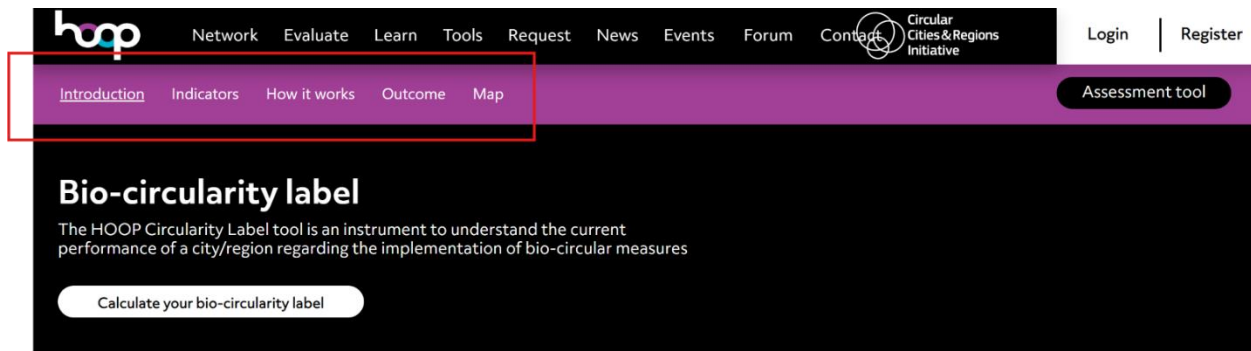 hoop Network Evaluate Learn Tools Request News Events Forum Contact
Circular
Cities & Regions
Initiative
Login Register
Introduction Indicators How it works Outcome Map Assessment tool
Bio-circularity label
The HOOP Circularity Label tool is an instrument to understand the current
performance of a city/region regarding the implementation of bio-circular measures
Calculate your bio-circularity label